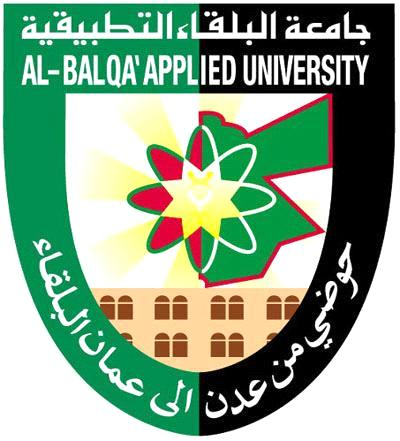 جامعة البلقاء التطبيقية
AL-BALQA' APPLIED UNIVERSITY
حوضي من عدن الى عمان البلقاء